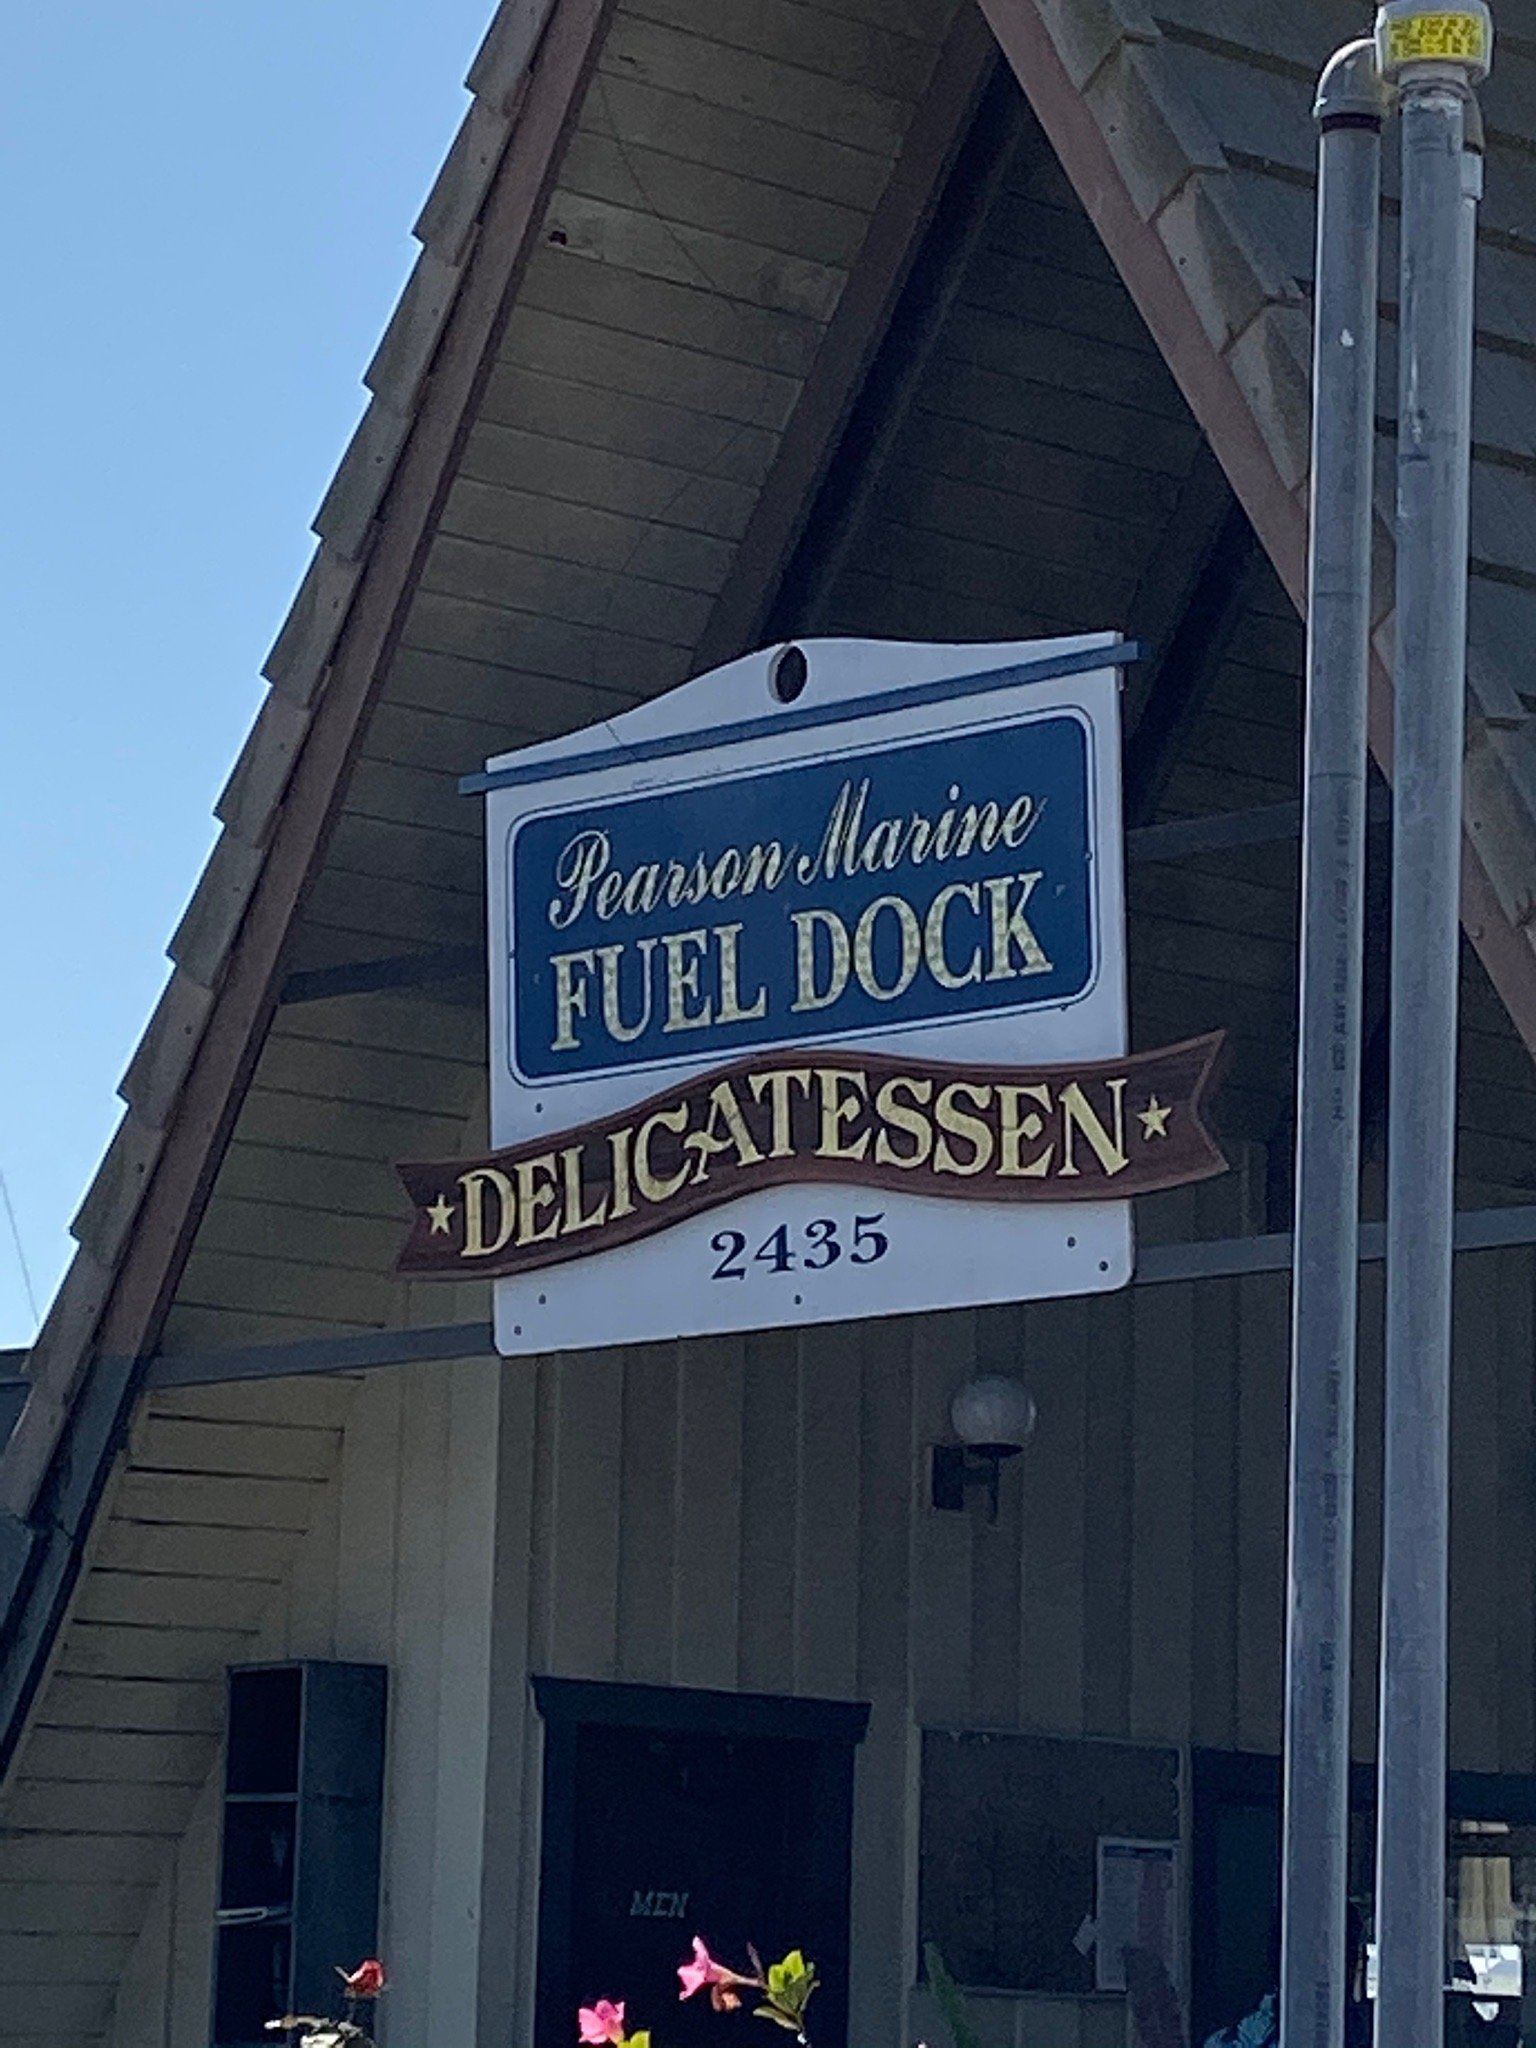 Pearson Marine
FUEL DOCK
DELICATESSEN
2435
MEN